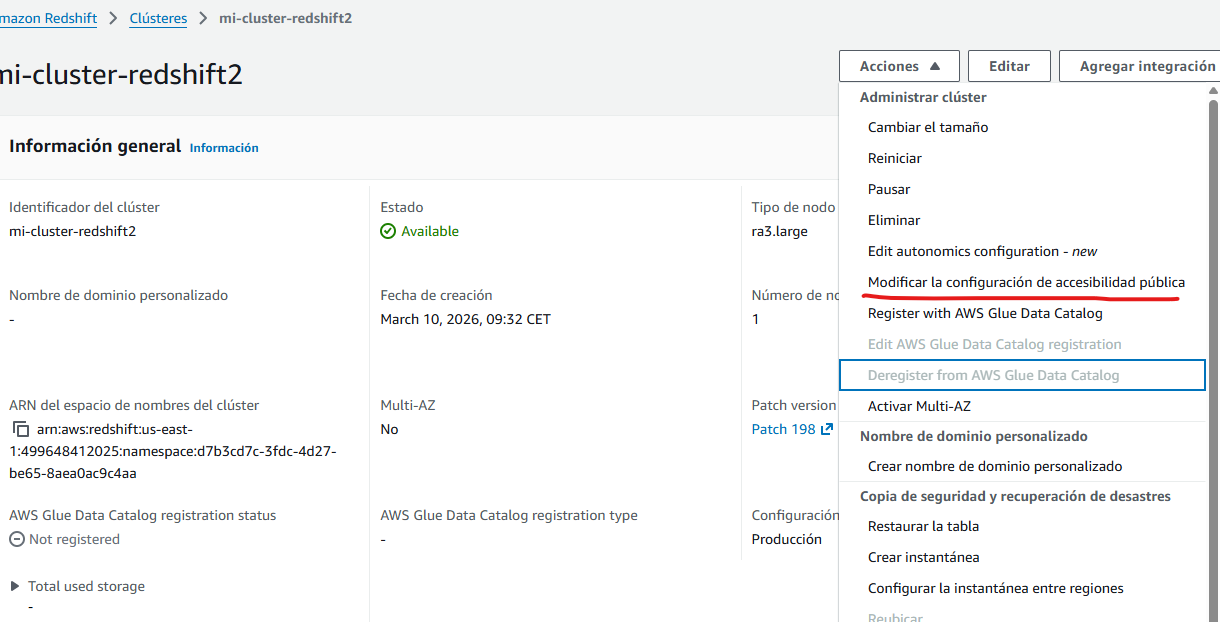 mazon Redshift > Clústeres > mi-cluster-redshift2
mi-cluster-redshift2
Acciones
Editar
Agregar integración
Información general Información
Identificador del clúster
mi-cluster-redshift2
Estado
Available
Tipo de nodo
ra3.large
Nombre de dominio personalizado
-
Fecha de creación
March 10, 2026, 09:32 CET
Número de no
1
ARN del espacio de nombres del clúster
arn:aws:redshift:us-east-
1:499648412025:namespace:d7b3cd7c-3fdc-4d27-
be65-8aea0ac9c4aa
Multi-AZ
No
Patch version
Patch 198
AWS Glue Data Catalog registration status
Not registered
AWS Glue Data Catalog registration type
-
Configuración
Producción
Total used storage
-
Administrar clúster
Cambiar el tamaño
Reiniciar
Pausar
Eliminar
Edit autonomics configuration - new
Modificar la configuración de accesibilidad pública
Register with AWS Glue Data Catalog
Edit AWS Glue Data Catalog registration
Deregister from AWS Glue Data Catalog
Activar Multi-AZ
Nombre de dominio personalizado
Crear nombre de dominio personalizado
Copia de seguridad y recuperación de desastres
Restaurar la tabla
Crear instantánea
Configurar la instantánea entre regiones
Reubicar